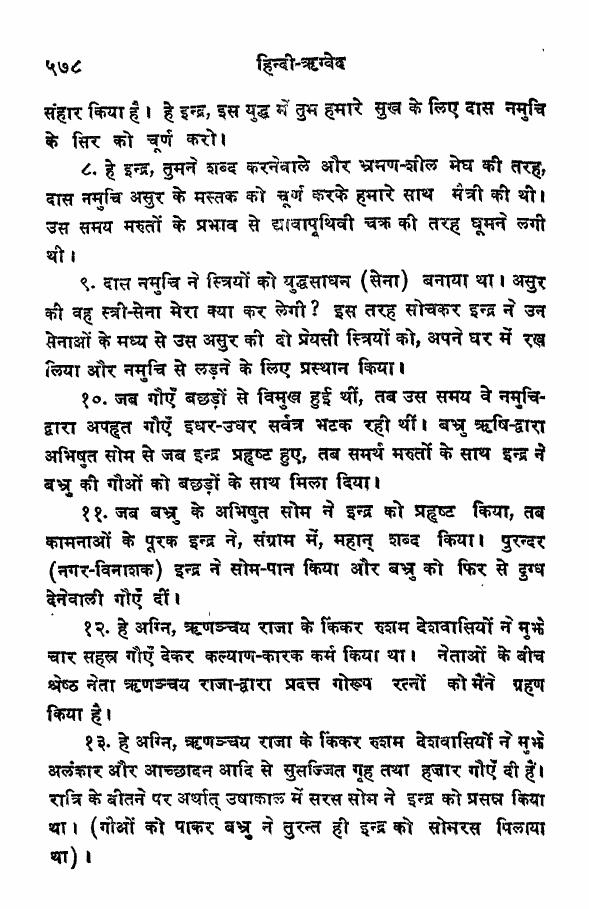 ५७८ हिन्दी-ऋग्वेद
संहार किया है। हे इन्द्र, इस युद्ध में तुम हमारे सुख के लिए दास नमुचि
के सिर को चूर्ण करो।
८. हे इन्द्र, तुमने शब्द करनेवाले और भ्रमण-शील मेघ की तरह,
दास नमुचि असुर के मस्तक को चूर्ण करके हमारे साथ मैत्री की थी।
उस समय मरुतों के प्रभाव से द्यावापृथिवी चक्र की तरह घूमने लगी
थी।
९. दास नमुचि ने स्त्रियों को युद्धसाधन (सेना) बनाया था। असुर
की वह स्त्री-सेना मेरा क्या कर लेगी? इस तरह सोचकर इन्द्र ने उन
सेनाओं के मध्य से उस असुर की दो प्रेयसी स्त्रियों को, अपने घर में रख
लिया और नमुचि से लड़ने के लिए प्रस्थान किया।
१०. जब गौएँ बछड़ों से विमुख हुई थीं, तब उस समय वे नमुचि-
द्वारा अपहृत गौएँ इधर-उधर सर्वत्र भटक रही थीं। बभ्रु ऋषि-द्वारा
अभिषुत सोम से जब इन्द्र प्रहृष्ट हुए, तब समर्थ मरुतों के साथ इन्द्र ने
बभ्रु की गौओं को बछड़ों के साथ मिला दिया।
११. जब बभ्रु के अभिषुत सोम ने इन्द्र को प्रहृष्ट किया, तब
कामनाओं के पूरक इन्द्र ने, संग्राम में, महान् शब्द किया। पुरन्दर
(नगर-विनाशक) इन्द्र ने सोम-पान किया और बभ्रु को फिर से दुग्ध
देनेवाली गौएँ दीं।
१२. हे अग्नि, ऋणञ्चय राजा के किंकर रुशम देशवासियों ने मुझे
चार सहस्र गौएँ देकर कल्याण-कारक कर्म किया था। नेताओं के बीच
श्रेष्ठ नेता ऋणञ्चय राजा-द्वारा प्रदत्त गोरूप रत्नों को मैंने ग्रहण
किया है।
१३. हे अग्नि, ऋणञ्चय राजा के किंकर रुशम देशवासियों ने मुझे
अलंकार और आच्छादन आदि से सुसज्जित गृह तथा हजार गौएँ दी हैं।
रात्रि के बीतने पर अर्थात् उषाकाल में सरस सोम ने इन्द्र को प्रसन्न किया
था। (गौओं को पाकर बभ्रु ने तुरन्त ही इन्द्र को सोमरस पिलाया
था)।